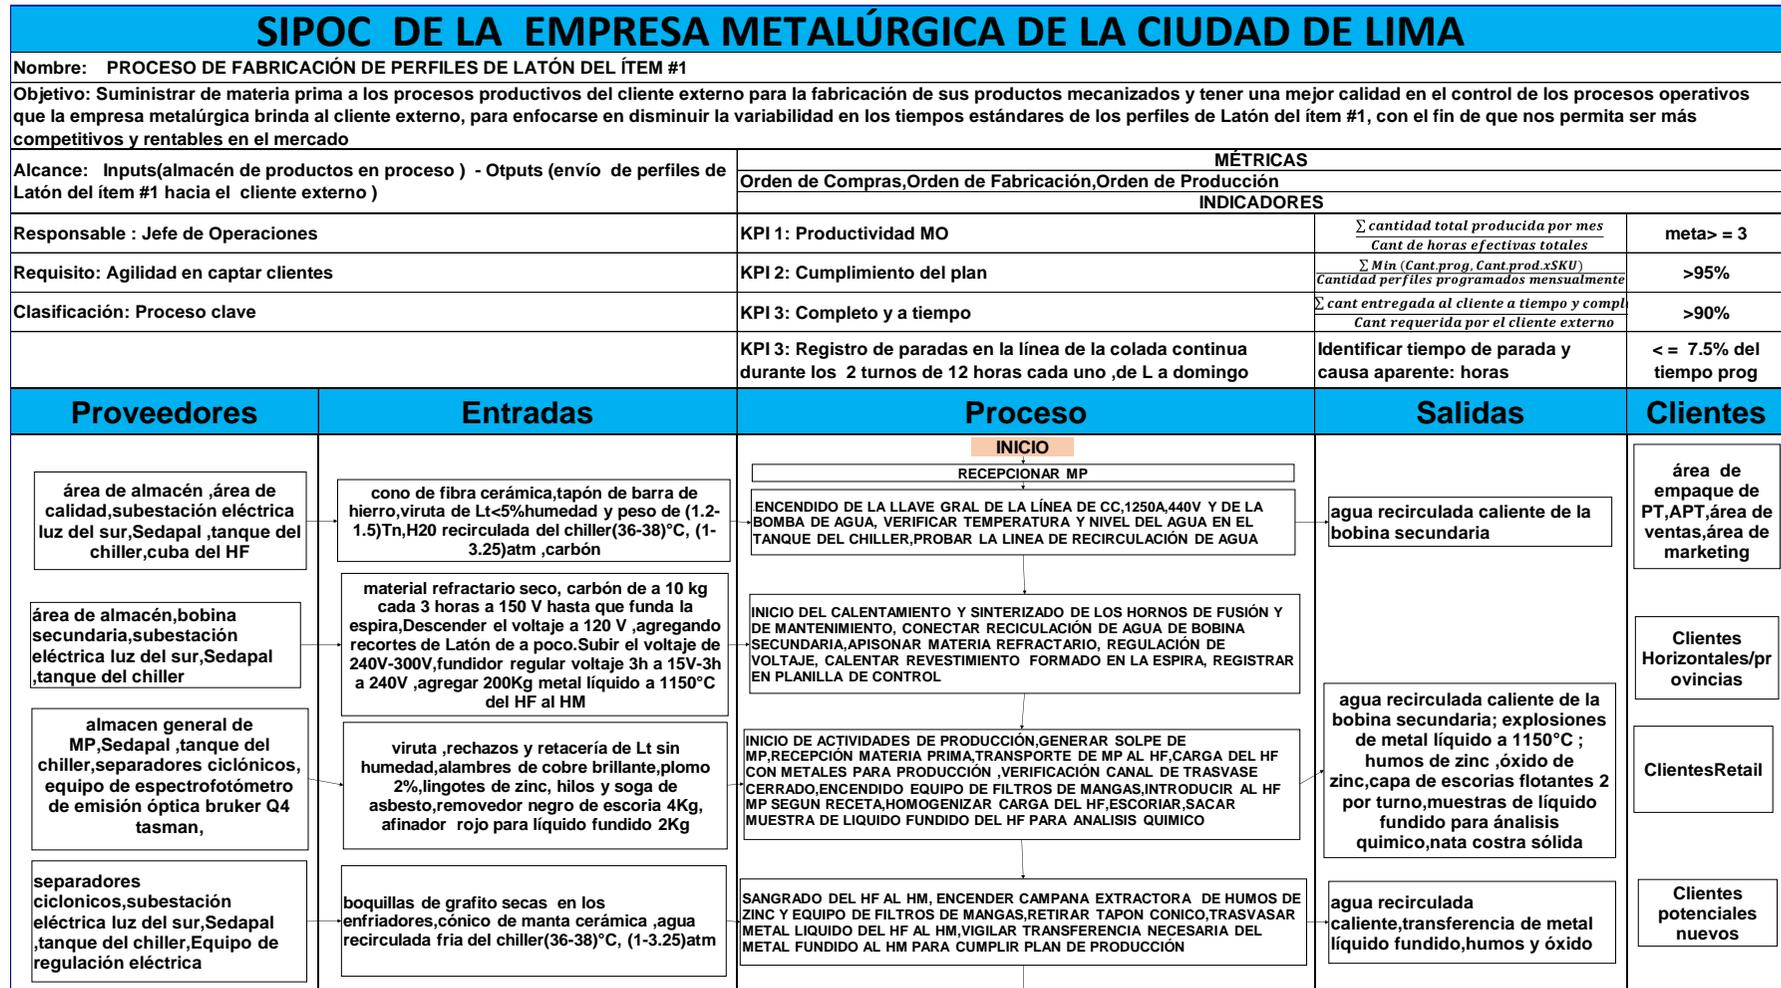 SIPOC DE LA EMPRESA METALÚRGICA DE LA CIUDAD DE LIMA
Nombre: PROCESO DE FABRICACIÓN DE PERFILES DE LATÓN DEL ÍTEM #1
Objetivo: Suministrar de materia prima a los procesos productivos del cliente externo para la fabricación de sus productos mecanizados y tener una mejor calidad en el control de los procesos operativos
que la empresa metalúrgica brinda al cliente externo, para enfocarse en disminuir la variabilidad en los tiempos estándares de los perfiles de Latón del ítem #1, con el fin de que nos permita ser más
competitivos y rentables en el mercado
Alcance: Inputs(almacén de productos en proceso ) - Otputs (envío de perfiles de
Latón del ítem #1 hacia el cliente externo )
MÉTRICAS
Orden de Compras,Orden de Fabricación,Orden de Producción
INDICADORES
Responsable : Jefe de Operaciones
KPI 1: Productividad MO
∑ cantidad total producida por mes
Cant de horas efectivas totales
meta> = 3
Requisito: Agilidad en captar clientes
KPI 2: Cumplimiento del plan
∑ Min (Cant.prog, Cant.prod.xSKU)
Cantidad perfiles programados mensualmente
>95%
Clasificación: Proceso clave
KPI 3: Completo y a tiempo
∑ cant entregada al cliente a tiempo y compl
Cant requerida por el cliente externo
>90%
KPI 3: Registro de paradas en la línea de la colada continua
durante los 2 turnos de 12 horas cada uno ,de L a domingo
Identificar tiempo de parada y
causa aparente: horas
< = 7.5% del
tiempo prog
Proveedores
Entradas
Proceso
Salidas
Clientes
INICIO
RECEPCIONAR MP
área de almacén ,área de
calidad,subestación eléctrica
luz del sur,Sedapal ,tanque del
chiller,cuba del HF
cono de fibra cerámica,tapón de barra de
hierro,viruta de Lt<5%humedad y peso de (1.2-
1.5)Tn,H20 recirculada del chiller(36-38)°C, (1-
3.25)atm ,carbón
ENCENDIDO DE LA LLAVE GRAL DE LA LÍNEA DE CC,1250A,440V Y DE LA
BOMBA DE AGUA, VERIFICAR TEMPERATURA Y NIVEL DEL AGUA EN EL
TANQUE DEL CHILLER,PROBAR LA LINEA DE RECIRCULACIÓN DE AGUA
agua recirculada caliente de la
bobina secundaria
área de
empaque de
PT,APT,área de
ventas,área de
marketing
área de almacén,bobina
secundaria,subestación
eléctrica luz del sur,Sedapal
,tanque del chiller
material refractario seco, carbón de a 10 kg
cada 3 horas a 150 V hasta que funda la
espira,Descender el voltaje a 120 V ,agregando
recortes de Latón de a poco.Subir el voltaje de
240V-300V,fundidor regular voltaje 3h a 15V-3h
a 240V ,agregar 200Kg metal líquido a 1150°C
del HF al HM
INICIO DEL CALENTAMIENTO Y SINTERIZADO DE LOS HORNOS DE FUSIÓN Y
DE MANTENIMIENTO, CONECTAR RECICULACIÓN DE AGUA DE BOBINA
SECUNDARIA,APISONAR MATERIA REFRACTARIO, REGULACIÓN DE
VOLTAJE, CALENTAR REVESTIMIENTO FORMADO EN LA ESPIRA, REGISTRAR
EN PLANILLA DE CONTROL
Clientes
Horizontales/pr
ovincias
almacen general de
MP,Sedapal ,tanque del
chiller,separadores ciclónicos,
equipo de espectrofotómetro
de emisión óptica bruker Q4
tasman,
viruta ,rechazos y retacería de Lt sin
humedad,alambres de cobre brillante,plomo
2%,lingotes de zinc, hilos y soga de
asbesto,removedor negro de escoria 4Kg,
afinador rojo para líquido fundido 2Kg
INICIO DE ACTIVIDADES DE PRODUCCIÓN,GENERAR SOLPE DE
MP,RECEPCIÓN MATERIA PRIMA,TRANSPORTE DE MP AL HF,CARGA DEL HF
CON METALES PARA PRODUCCIÓN ,VERIFICACIÓN CANAL DE TRASVASE
CERRADO,ENCENDIDO EQUIPO DE FILTROS DE MANGAS,INTRODUCIR AL HF
MP SEGUN RECETA,HOMOGENIZAR CARGA DEL HF,ESCORIAR,SACAR
MUESTRA DE LIQUIDO FUNDIDO DEL HF PARA ANALISIS QUIMICO
agua recirculada caliente de la
bobina secundaria; explosiones
de metal líquido a 1150°C ;
humos de zinc ,óxido de
zinc,capa de escorias flotantes 2
por turno,muestras de líquido
fundido para ánalisis
quimico,nata costra sólida
ClientesRetail
separadores
ciclonicos,subestación
eléctrica luz del sur,Sedapal
,tanque del chiller,Equipo de
regulación eléctrica
boquillas de grafito secas en los
enfriadores,cónico de manta cerámica ,agua
recirculada fria del chiller(36-38)°C, (1-3.25)atm
SANGRADO DEL HF AL HM, ENCENDER CAMPANA EXTRACTORA DE HUMOS DE
ZINC Y EQUIPO DE FILTROS DE MANGAS,RETIRAR TAPON CONICO,TRASVASAR
METAL LIQUIDO DEL HF AL HM,VIGILAR TRANSFERENCIA NECESARIA DEL
METAL FUNDIDO AL HM PARA CUMPLIR PLAN DE PRODUCCIÓN
agua recirculada
caliente,transferencia de metal
líquido fundido,humos y óxido
Clientes
potenciales
nuevos